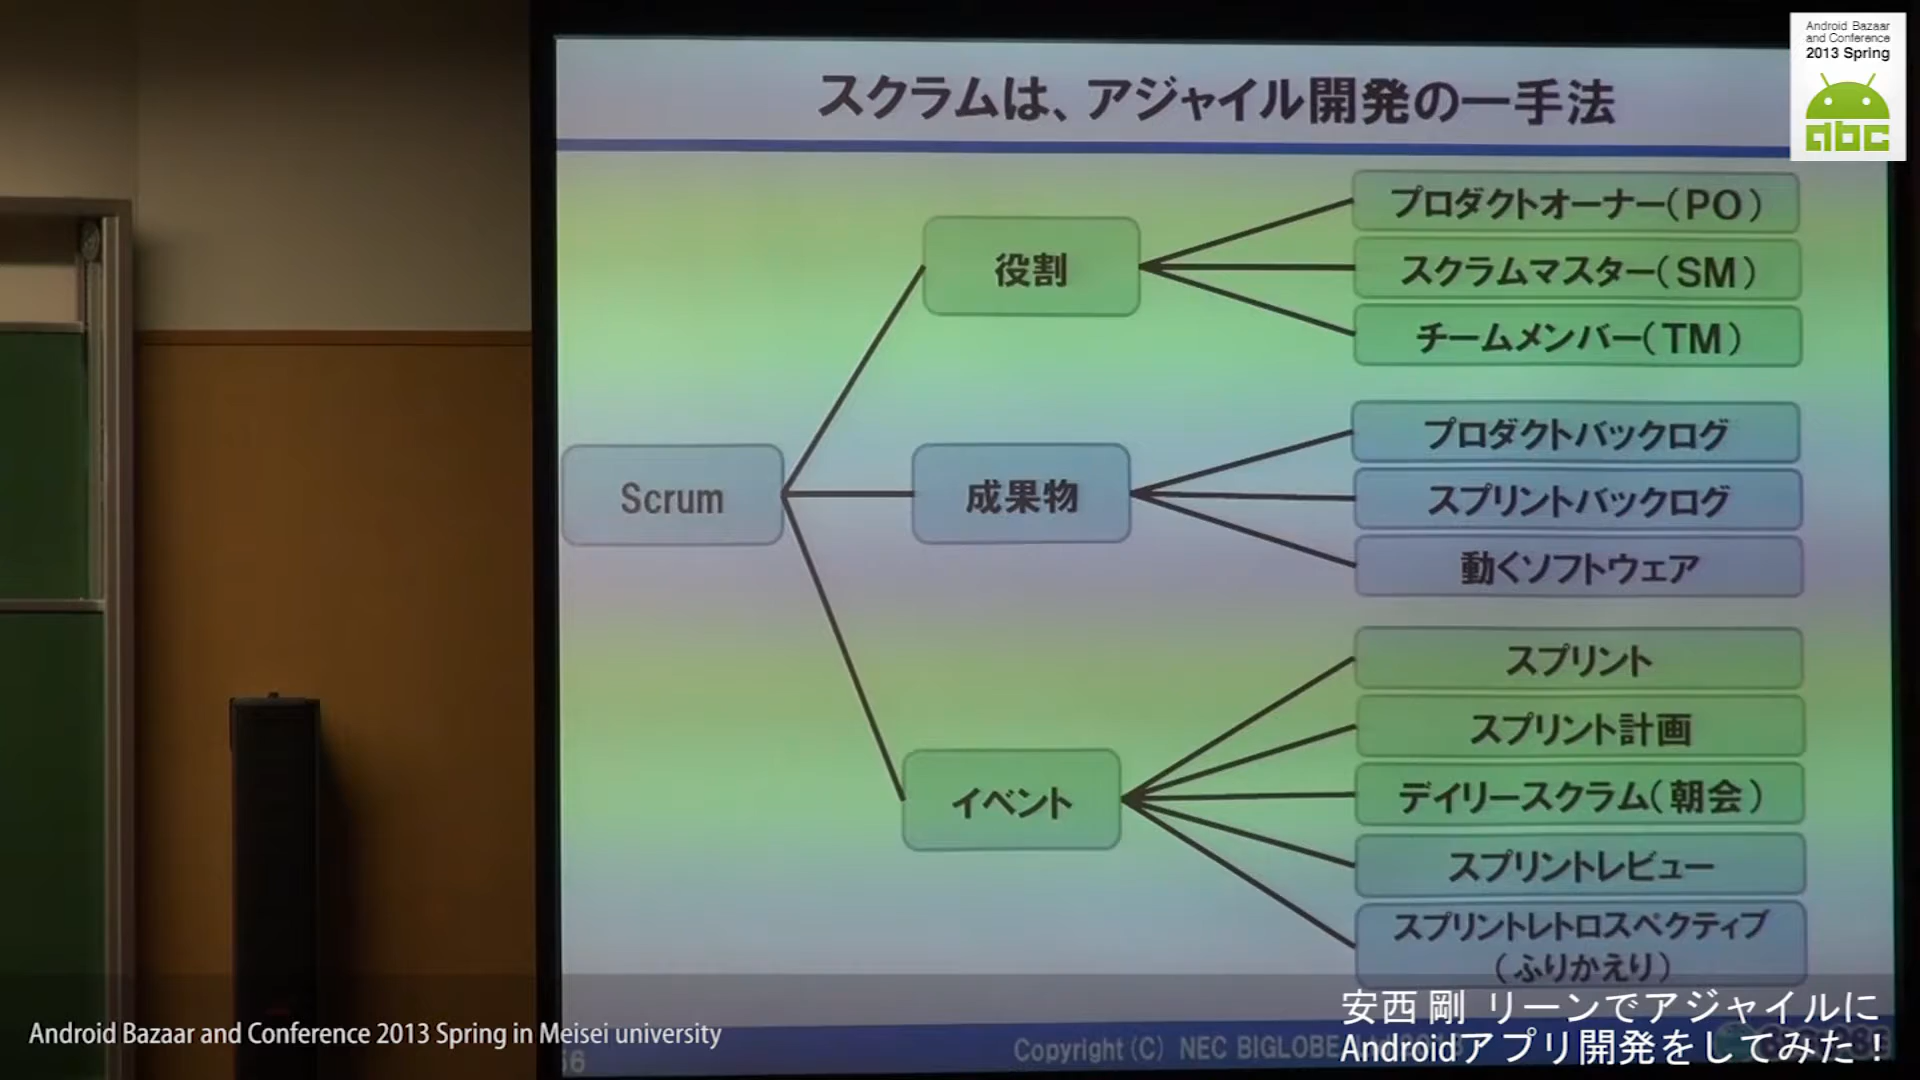 Android Bazaar
and Conference
2013 Spring
abc
スクラムは、アジャイル開発の一手法
Scrum
役割
プロダクトオーナー(PO)
スクラムマスター(SM)
チームメンバー(TM)
成果物
プロダクトバックログ
スプリントバックログ
動くソフトウェア
イベント
スプリント
スプリント計画
デイリースクラム(朝会)
スプリントレビュー
スプリントレトロスペクティブ
(ふりかえり)
安西 剛 リーンでアジャイルに
Androidアプリ開発をしてみた!
Android Bazaar and Conference 2013 Spring in Meisei university
56
Copyright (C) NEC BIGLOBE